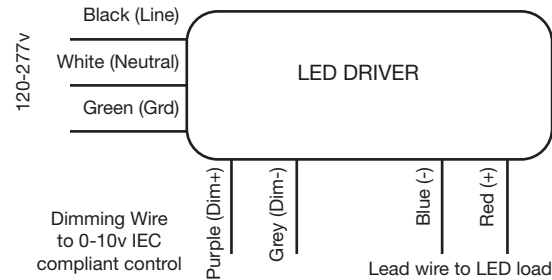 Black (Line)
120-277v
White (Neutral)
LED DRIVER
Green (Grd)
Purple (Dim+)
Grey (Dim-)
Blue (-)
Red (+)
Dimming Wire
to 0-10v IEC
compliant control
Lead wire to LED load